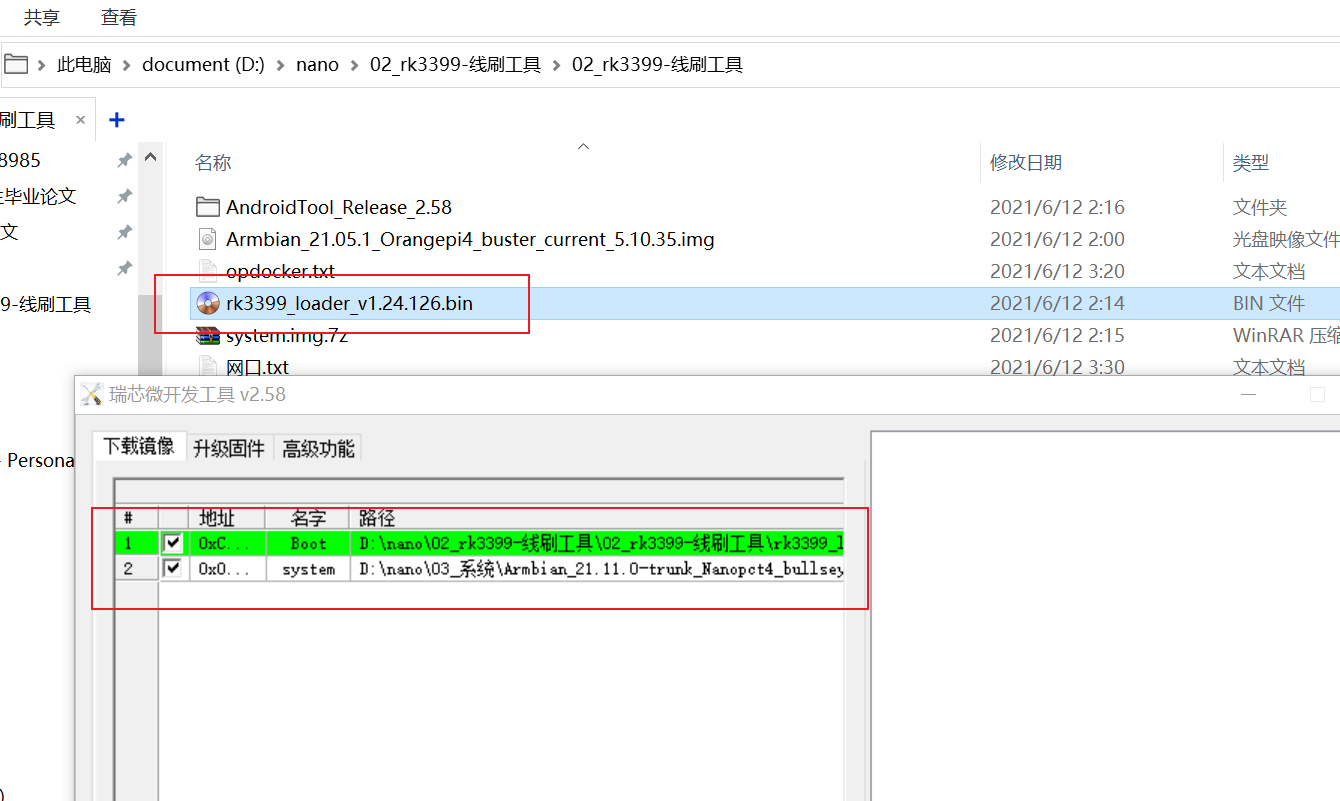 共享 查看
此电脑 document (D:) nano 02_rk3399-线刷工具 02_rk3399-线刷工具
刷工具 × +
8985
毕业论文
文
9-线刷工具
Persona
名称 修改日期 类型
AndroidTool_Release_2.58 2021/6/12 2:16 文件夹
Armbian_21.05.1_Orangepi4_buster_current_5.10.35.img 2021/6/12 2:00 光盘映像文件
opdocker.txt 2021/6/12 3:20 文本文档
rk3399_loader_v1.24.126.bin 2021/6/12 2:14 BIN 文件
system.img.7z 2021/6/12 2:15 WinRAR 压缩
网口.txt 2021/6/12 3:30 文本文档
瑞芯微开发工具 v2.58
下载镜像 升级固件 高级功能
# 地址 名字 路径
1 0xC... Boot D:\nano\02_rk3399-线刷工具\02_rk3399-线刷工具\rk3399_l
2 0x0... system D:\nano\03_系统\Armbian_21.11.0-trunk_Nanopct4_bullsey